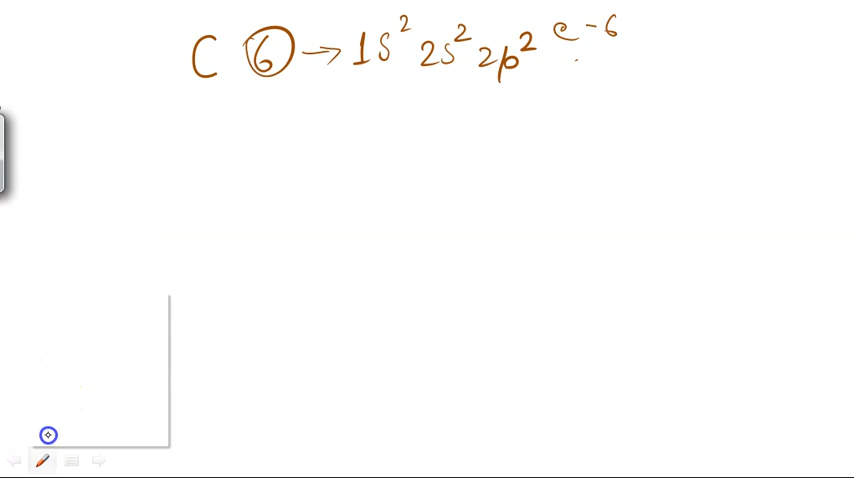 C 6 → 1s² 2s² 2p² e⁻ 6